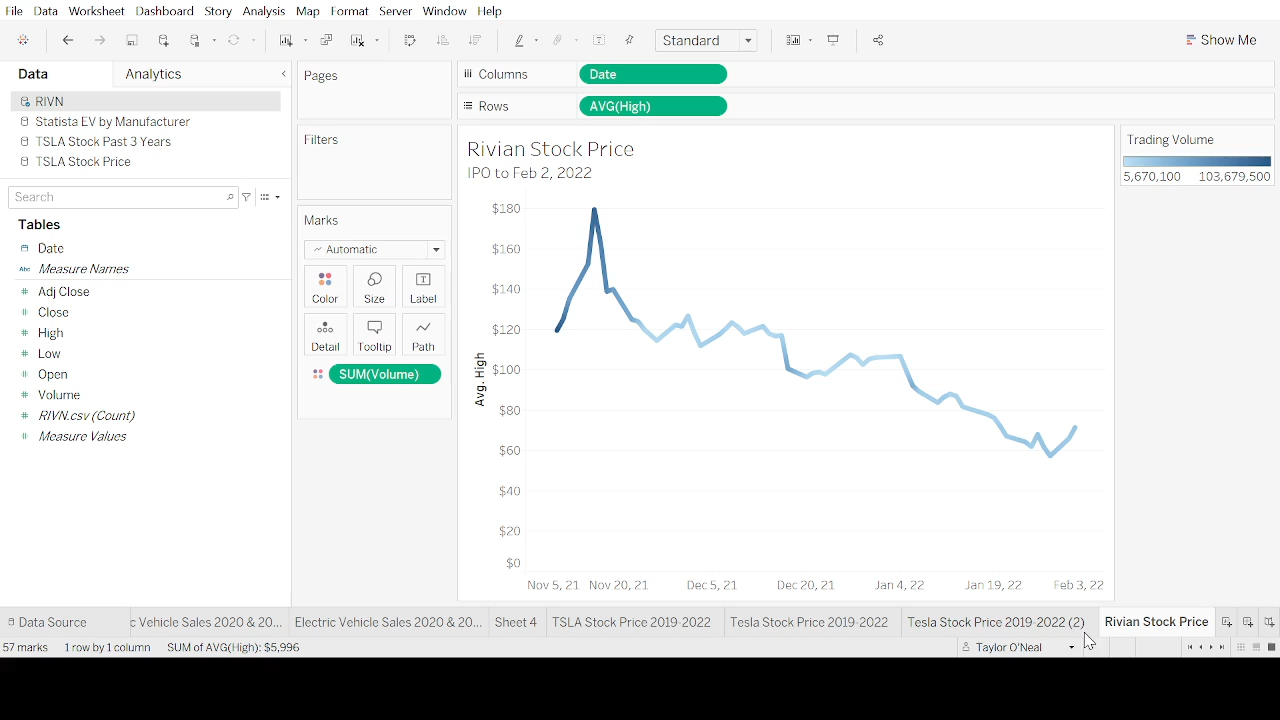 File Data Worksheet Dashboard Story Analysis Map Format Server Window Help
Standard
Show Me
Data Analytics
RIVN
Statista EV by Manufacturer
TSLA Stock Past 3 Years
TSLA Stock Price
Search
Tables
Date
Abc Measure Names
# Adj Close
# Close
# High
# Low
# Open
# Volume
# RIVN.csv (Count)
# Measure Values
Pages
Filters
Marks
Automatic
Color Size Label
Detail Tooltip Path
SUM(Volume)
Columns Date
Rows AVG(High)
Rivian Stock Price
IPO to Feb 2, 2022
Avg. High
$180
$160
$140
$120
$100
$80
$60
$40
$20
$0
Nov 5, 21 Nov 20, 21 Dec 5, 21 Dec 20, 21 Jan 4, 22 Jan 19, 22 Feb 3, 22
Trading Volume
5,670,100 103,679,500
Data Source c Vehicle Sales 2020 & 20... Electric Vehicle Sales 2020 & 20... Sheet 4 TSLA Stock Price 2019-2022 Tesla Stock Price 2019-2022 Tesla Stock Price 2019-2022 (2) Rivian Stock Price
57 marks 1 row by 1 column SUM of AVG(High): $5,996 Taylor O'Neal